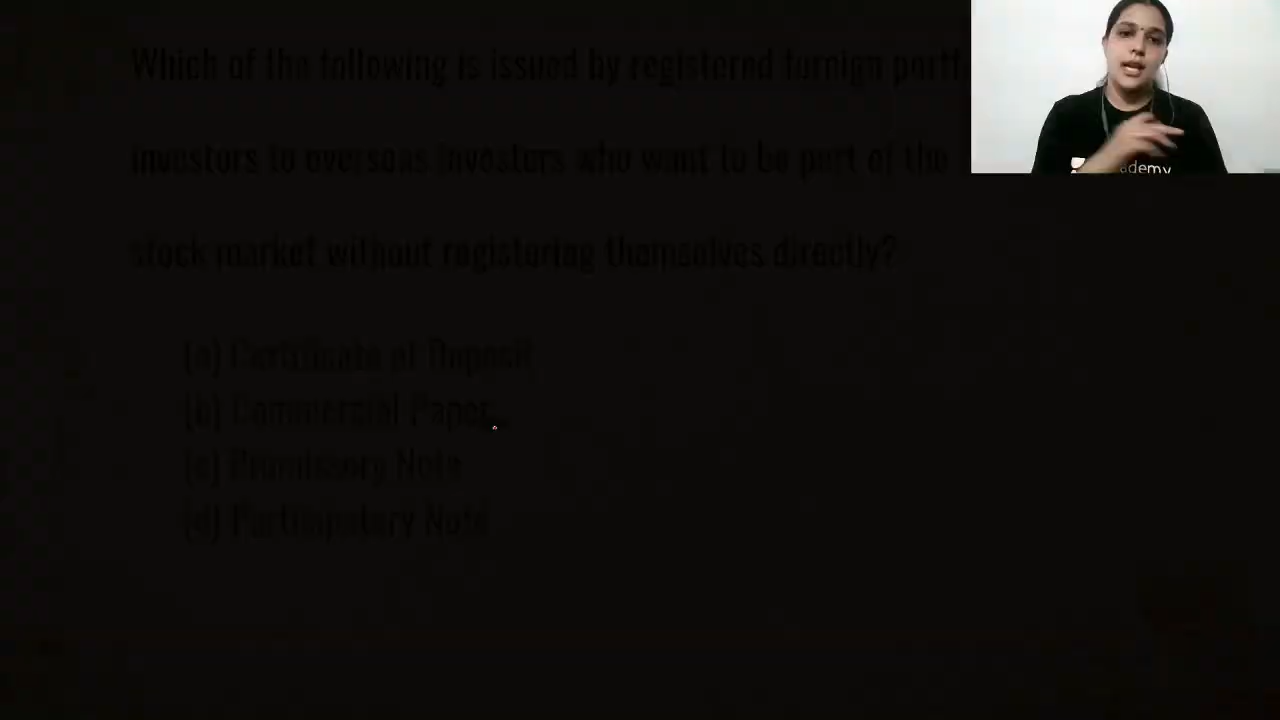 Which of the following is issued by registered foreign portf
investors to overseas investors who want to be part of the
stock market without registering themselves directly?
(a) Certificate of Deposit
(b) Commercial Paper
(c) Promissory Note
(d) Participatory Note
ademy